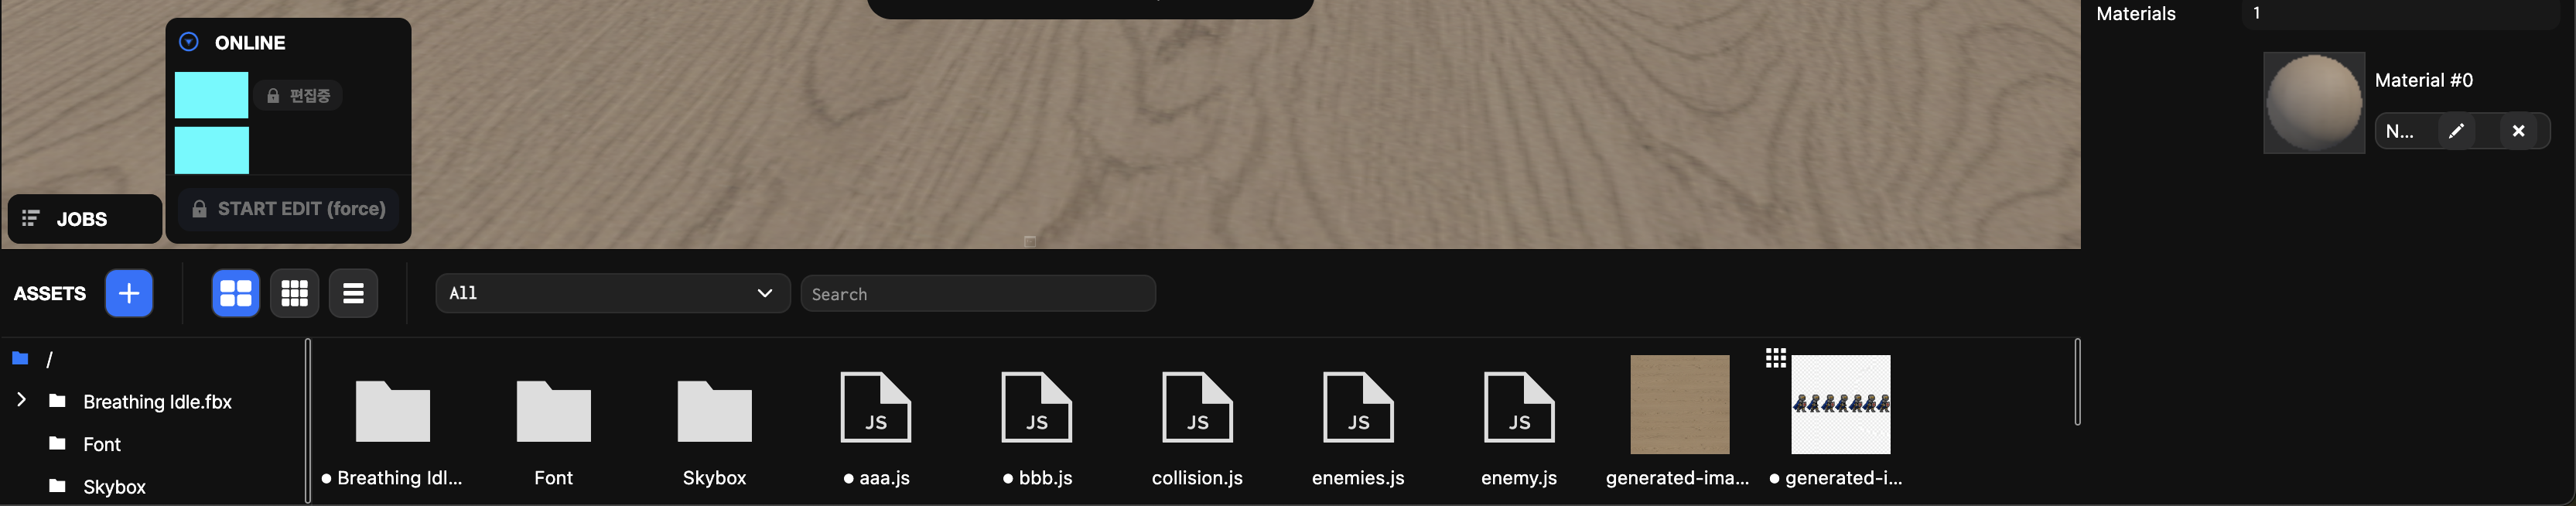 Materials
1
ONLINE
편집중
START EDIT (force)
JOBS
Material #0
N...
ASSETS
All
Search
/
Breathing Idle.fbx
Font
Skybox
Breathing Idl...
Font
Skybox
JS
aaa.js
JS
bbb.js
JS
collision.js
JS
enemies.js
JS
enemy.js
generated-ima...
generated-i...